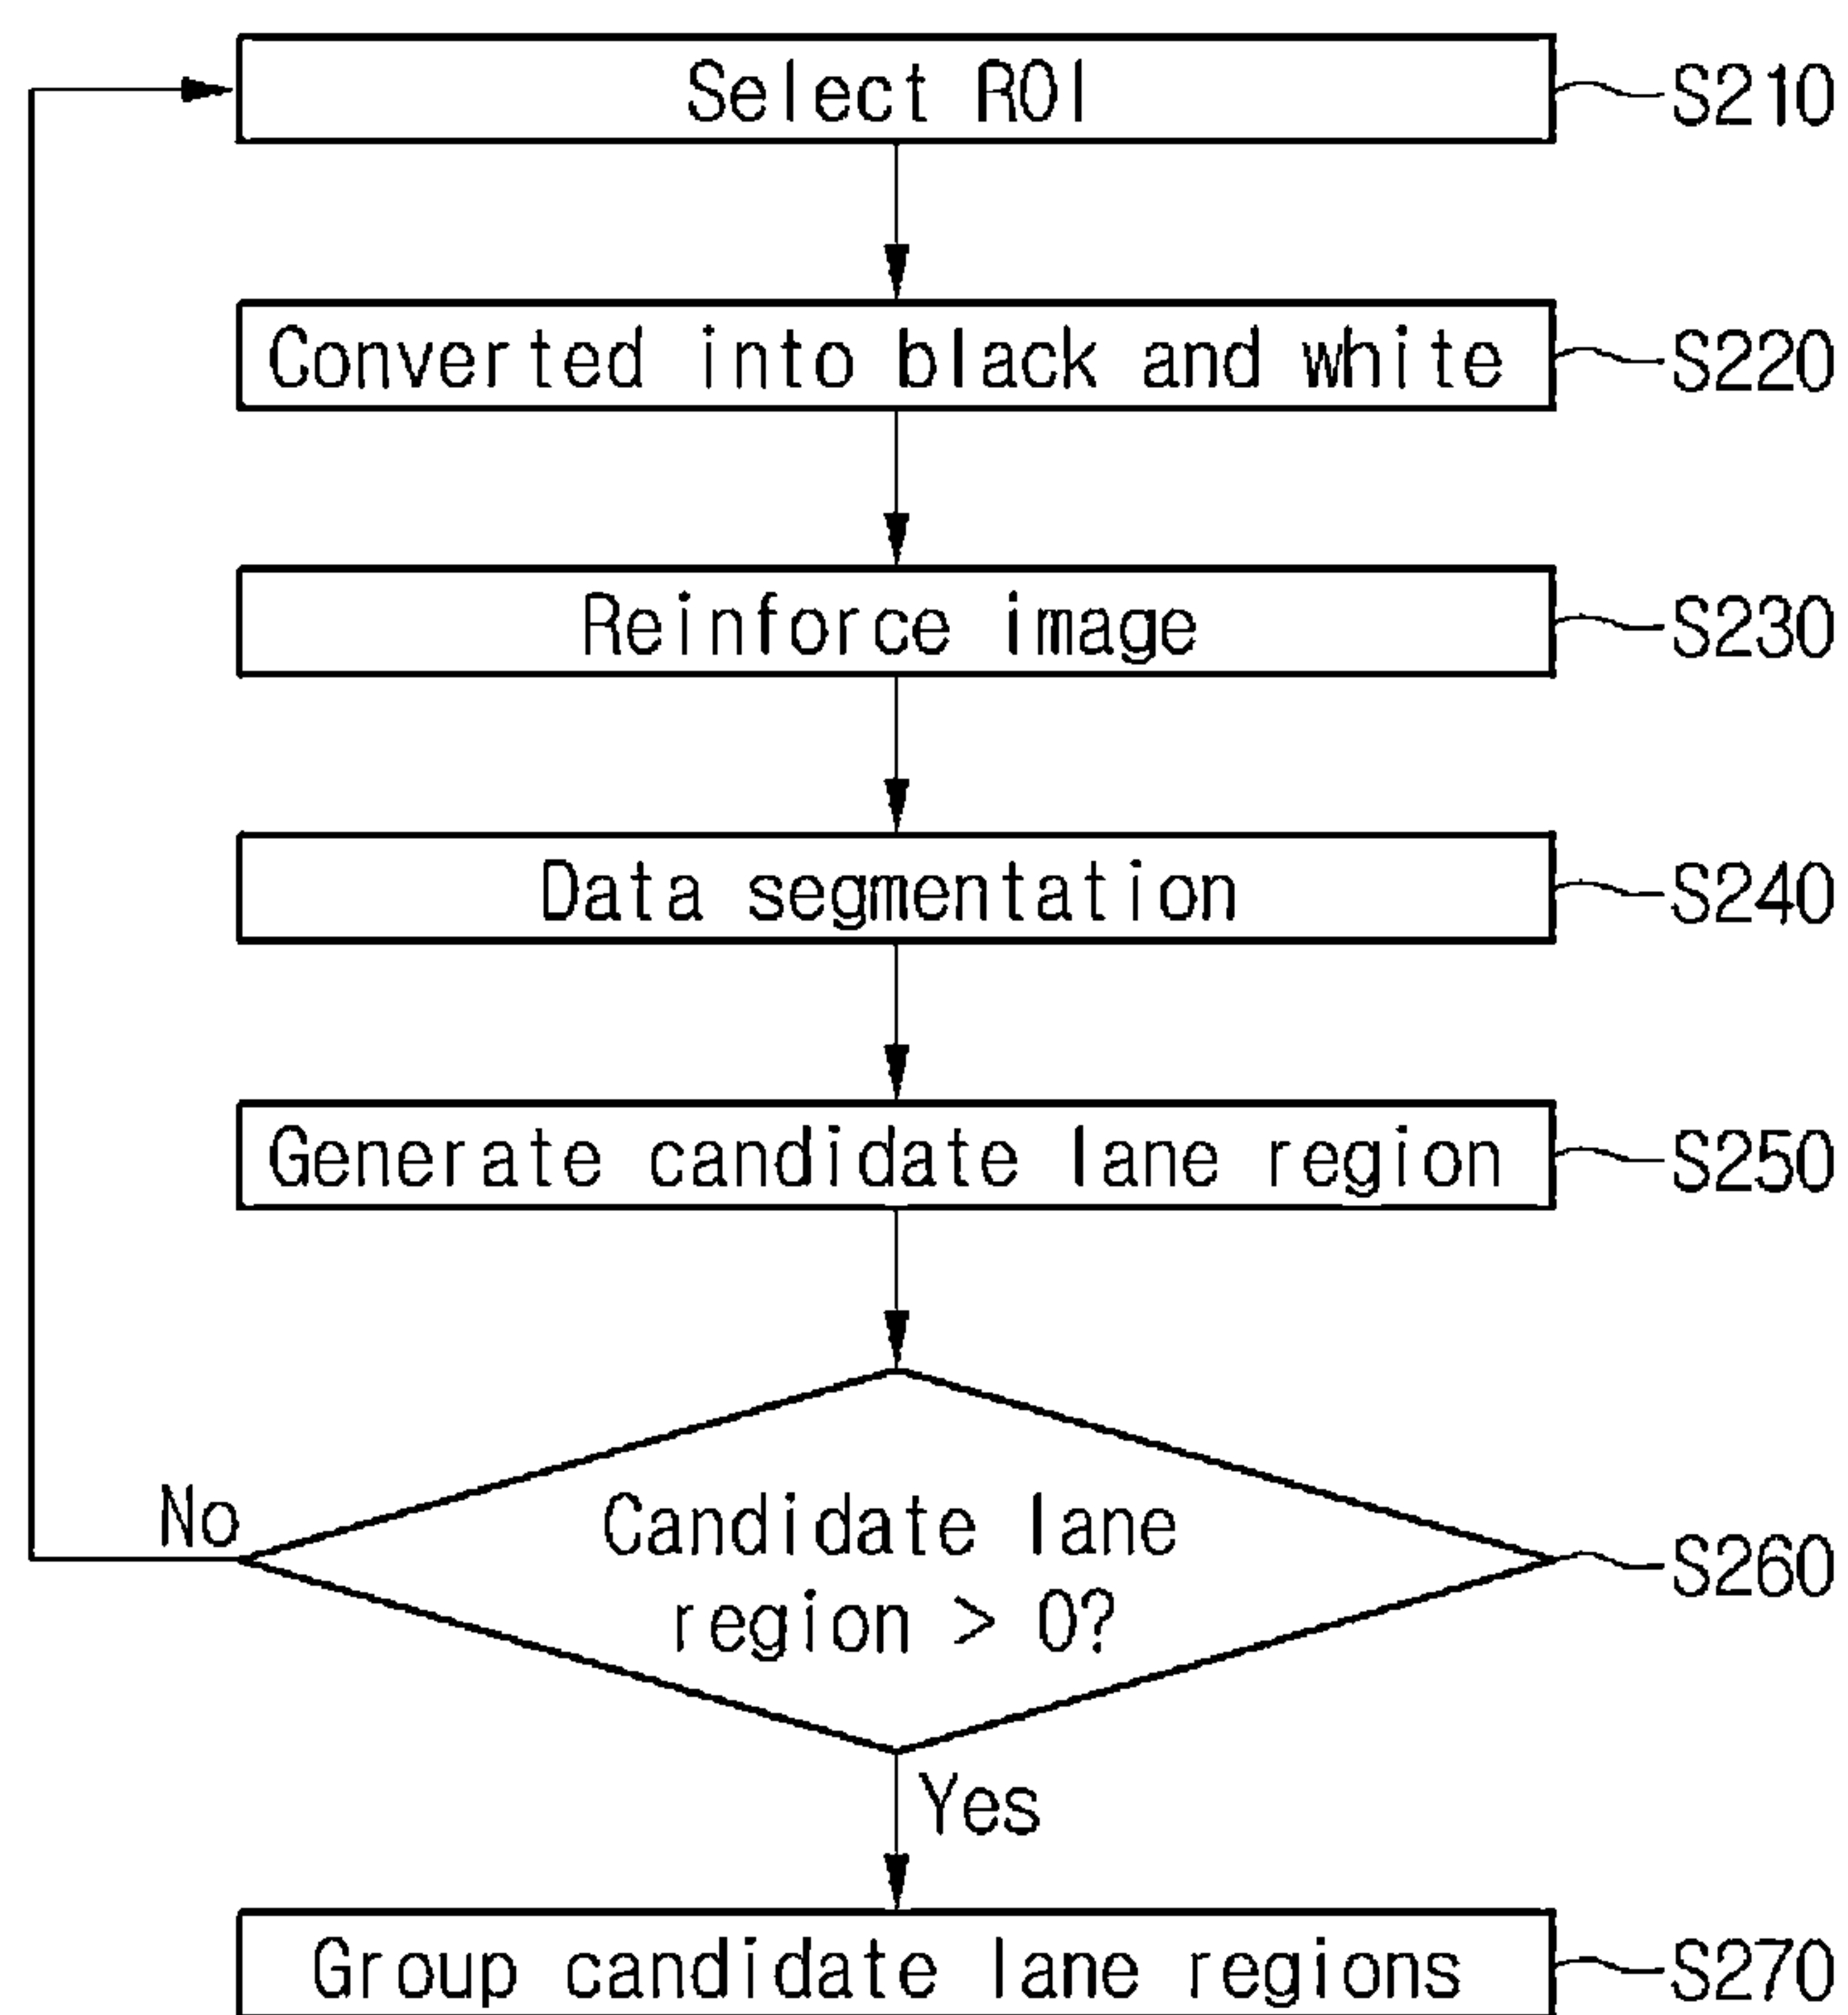 Select ROI
S210
Converted into black and white
S220
Reinforce image
S230
Data segmentation
S240
Generate candidate lane region
S250
No
Candidate lane
region > 0?
S260
Yes
Group candidate lane regions
S270